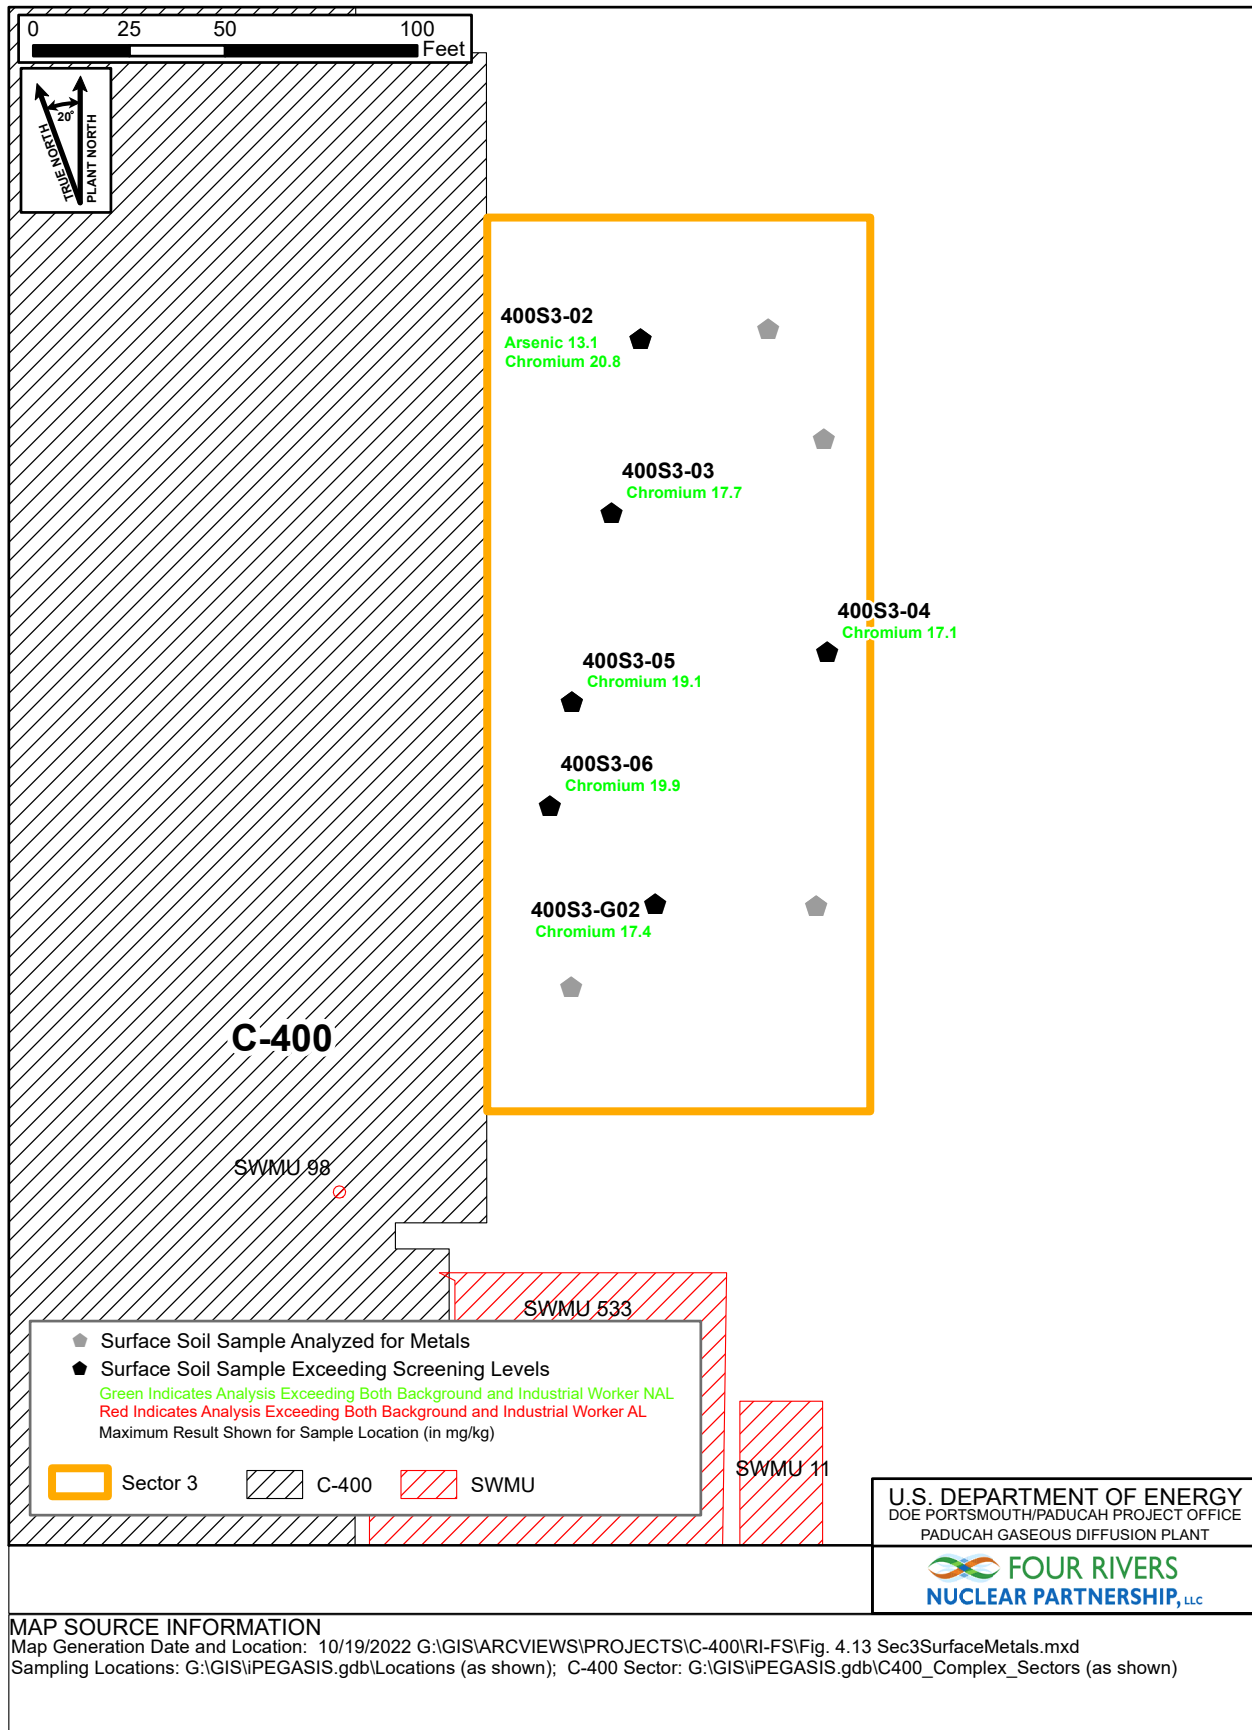 0 25 50 100
Feet
20°
TRUE NORTH
PLANT NORTH
400S3-02
Arsenic 13.1
Chromium 20.8
400S3-03
Chromium 17.7
400S3-04
Chromium 17.1
400S3-05
Chromium 19.1
400S3-06
Chromium 19.9
400S3-G02
Chromium 17.4
C-400
SWMU 98
SWMU 533
Surface Soil Sample Analyzed for Metals
Surface Soil Sample Exceeding Screening Levels
Green Indicates Analysis Exceeding Both Background and Industrial Worker NAL
Red Indicates Analysis Exceeding Both Background and Industrial Worker AL
Maximum Result Shown for Sample Location (in mg/kg)
Sector 3 C-400 SWMU
SWMU 11
U.S. DEPARTMENT OF ENERGY
DOE PORTSMOUTH/PADUCAH PROJECT OFFICE
PADUCAH GASEOUS DIFFUSION PLANT
FOUR RIVERS
NUCLEAR PARTNERSHIP, LLC
MAP SOURCE INFORMATION
Map Generation Date and Location: 10/19/2022 G:\GIS\ARCVIEWS\PROJECTS\C-400\RI-FS\Fig. 4.13 Sec3SurfaceMetals.mxd
Sampling Locations: G:\GIS\iPEGASIS.gdb\Locations (as shown); C-400 Sector: G:\GIS\iPEGASIS.gdb\C400_Complex_Sectors (as shown)